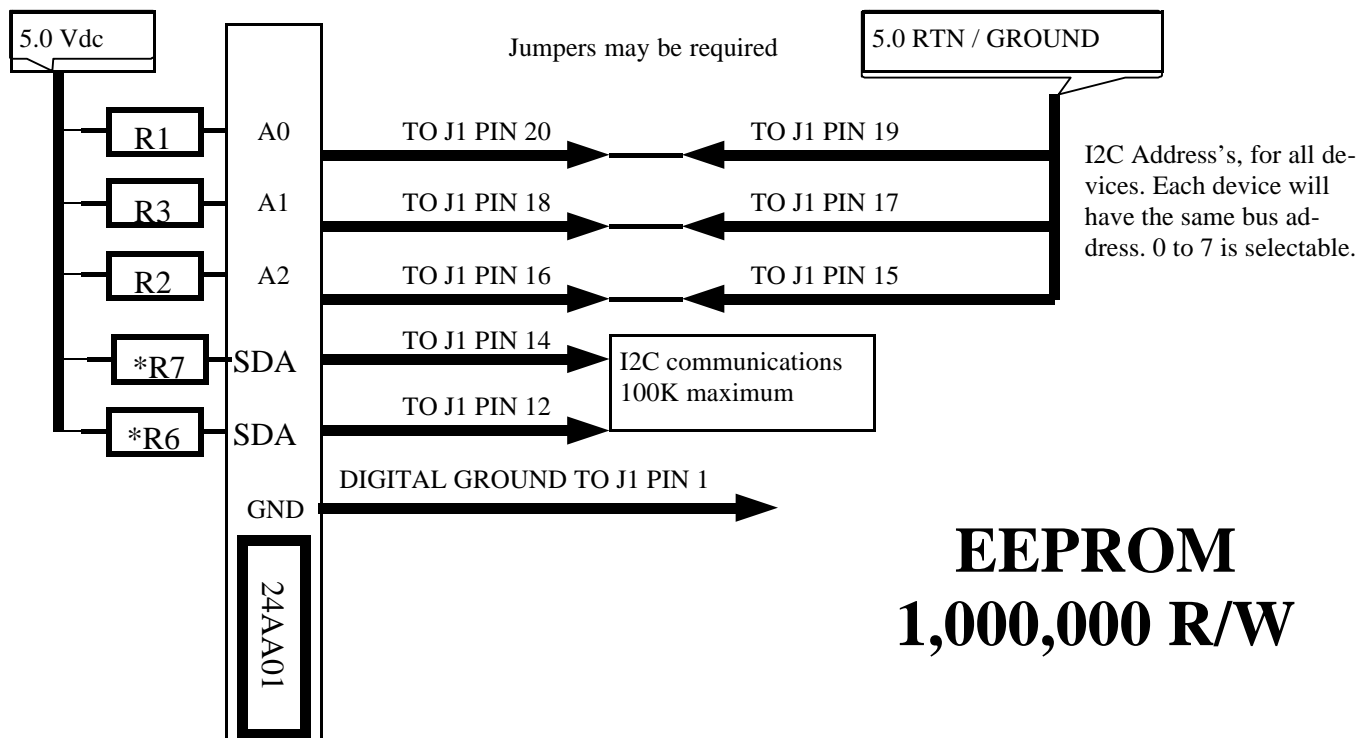 5.0 Vdc
Jumpers may be required
5.0 RTN / GROUND
R1
A0
TO J1 PIN 20
TO J1 PIN 19
I2C Address's, for all de-
vices. Each device will
have the same bus ad-
dress. 0 to 7 is selectable.
R3
A1
TO J1 PIN 18
TO J1 PIN 17
R2
A2
TO J1 PIN 16
TO J1 PIN 15
*R7
SDA
TO J1 PIN 14
I2C communications
100K maximum
*R6
SDA
TO J1 PIN 12
GND
DIGITAL GROUND TO J1 PIN 1
24AA01
EEPROM
1,000,000 R/W